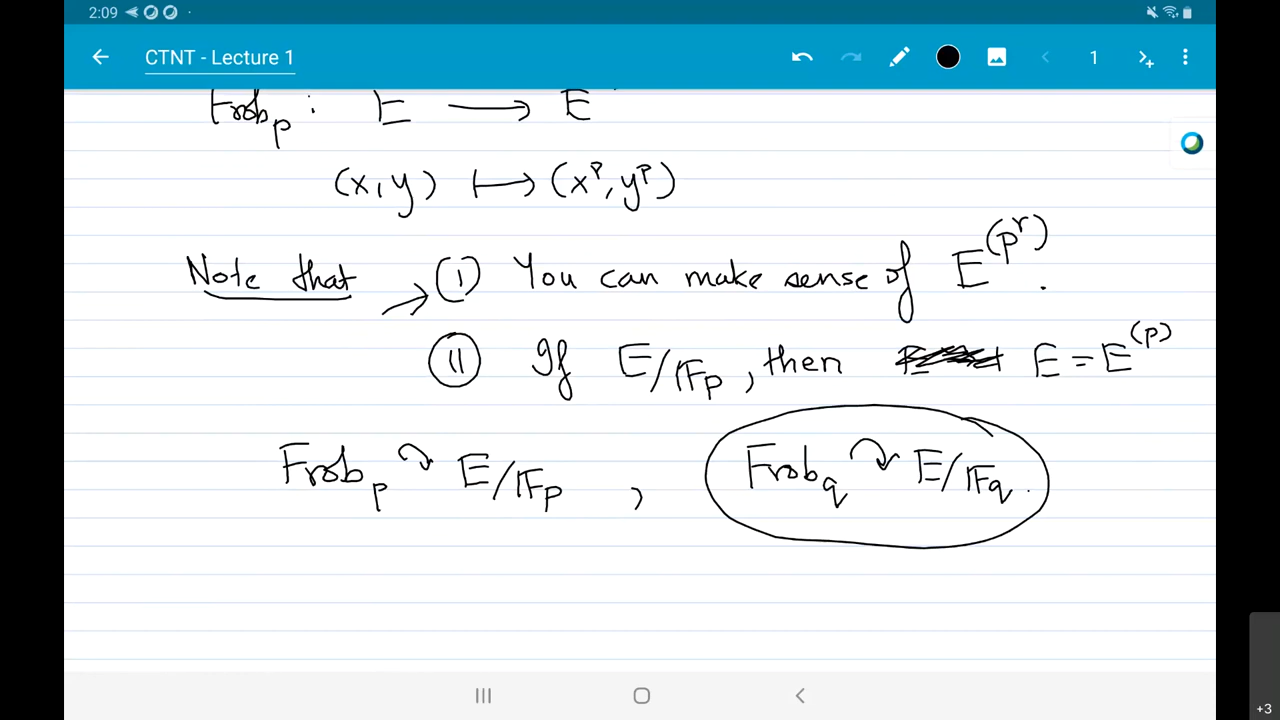 2:09
CTNT - Lecture 1
1
Frob_p : E ⟶ E
(x, y) ⟼ (x^p, y^p)
Note that → (I) You can make sense of E^(p^r).
(II) If E/𝔽_p, then E = E^(p)
Frob_p ↷ E/𝔽_p , Frob_q ↷ E/𝔽_q.
+3